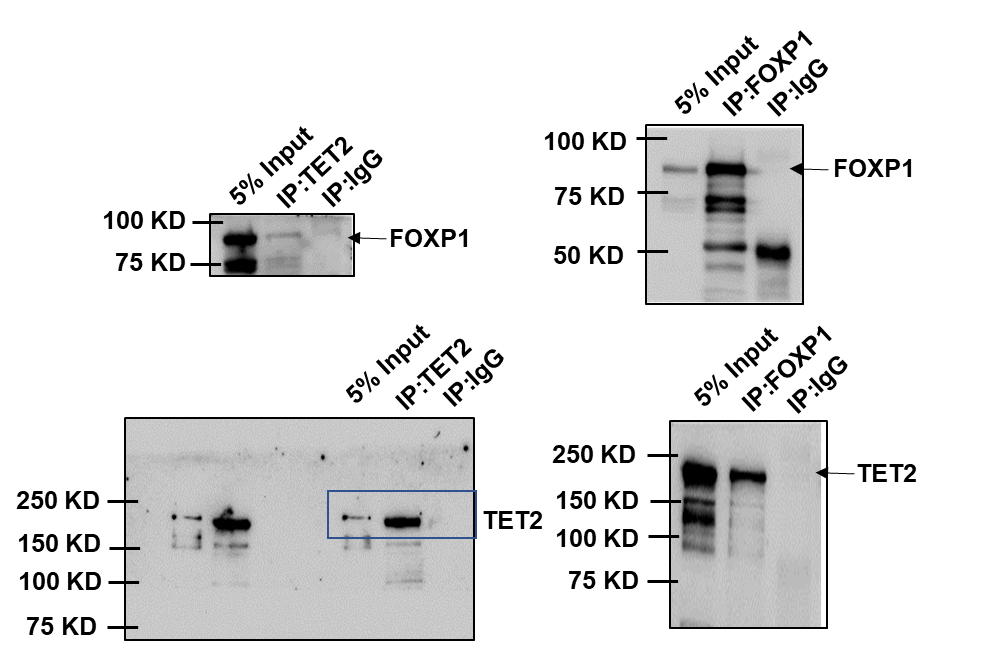 5% Input
IP:TET2
IP:IgG
100 KD
75 KD
FOXP1
5% Input
IP:FOXP1
IP:IgG
100 KD
75 KD
50 KD
FOXP1
5% Input
IP:TET2
IP:IgG
250 KD
150 KD
100 KD
75 KD
TET2
5% Input
IP:FOXP1
IP:IgG
250 KD
150 KD
100 KD
75 KD
TET2